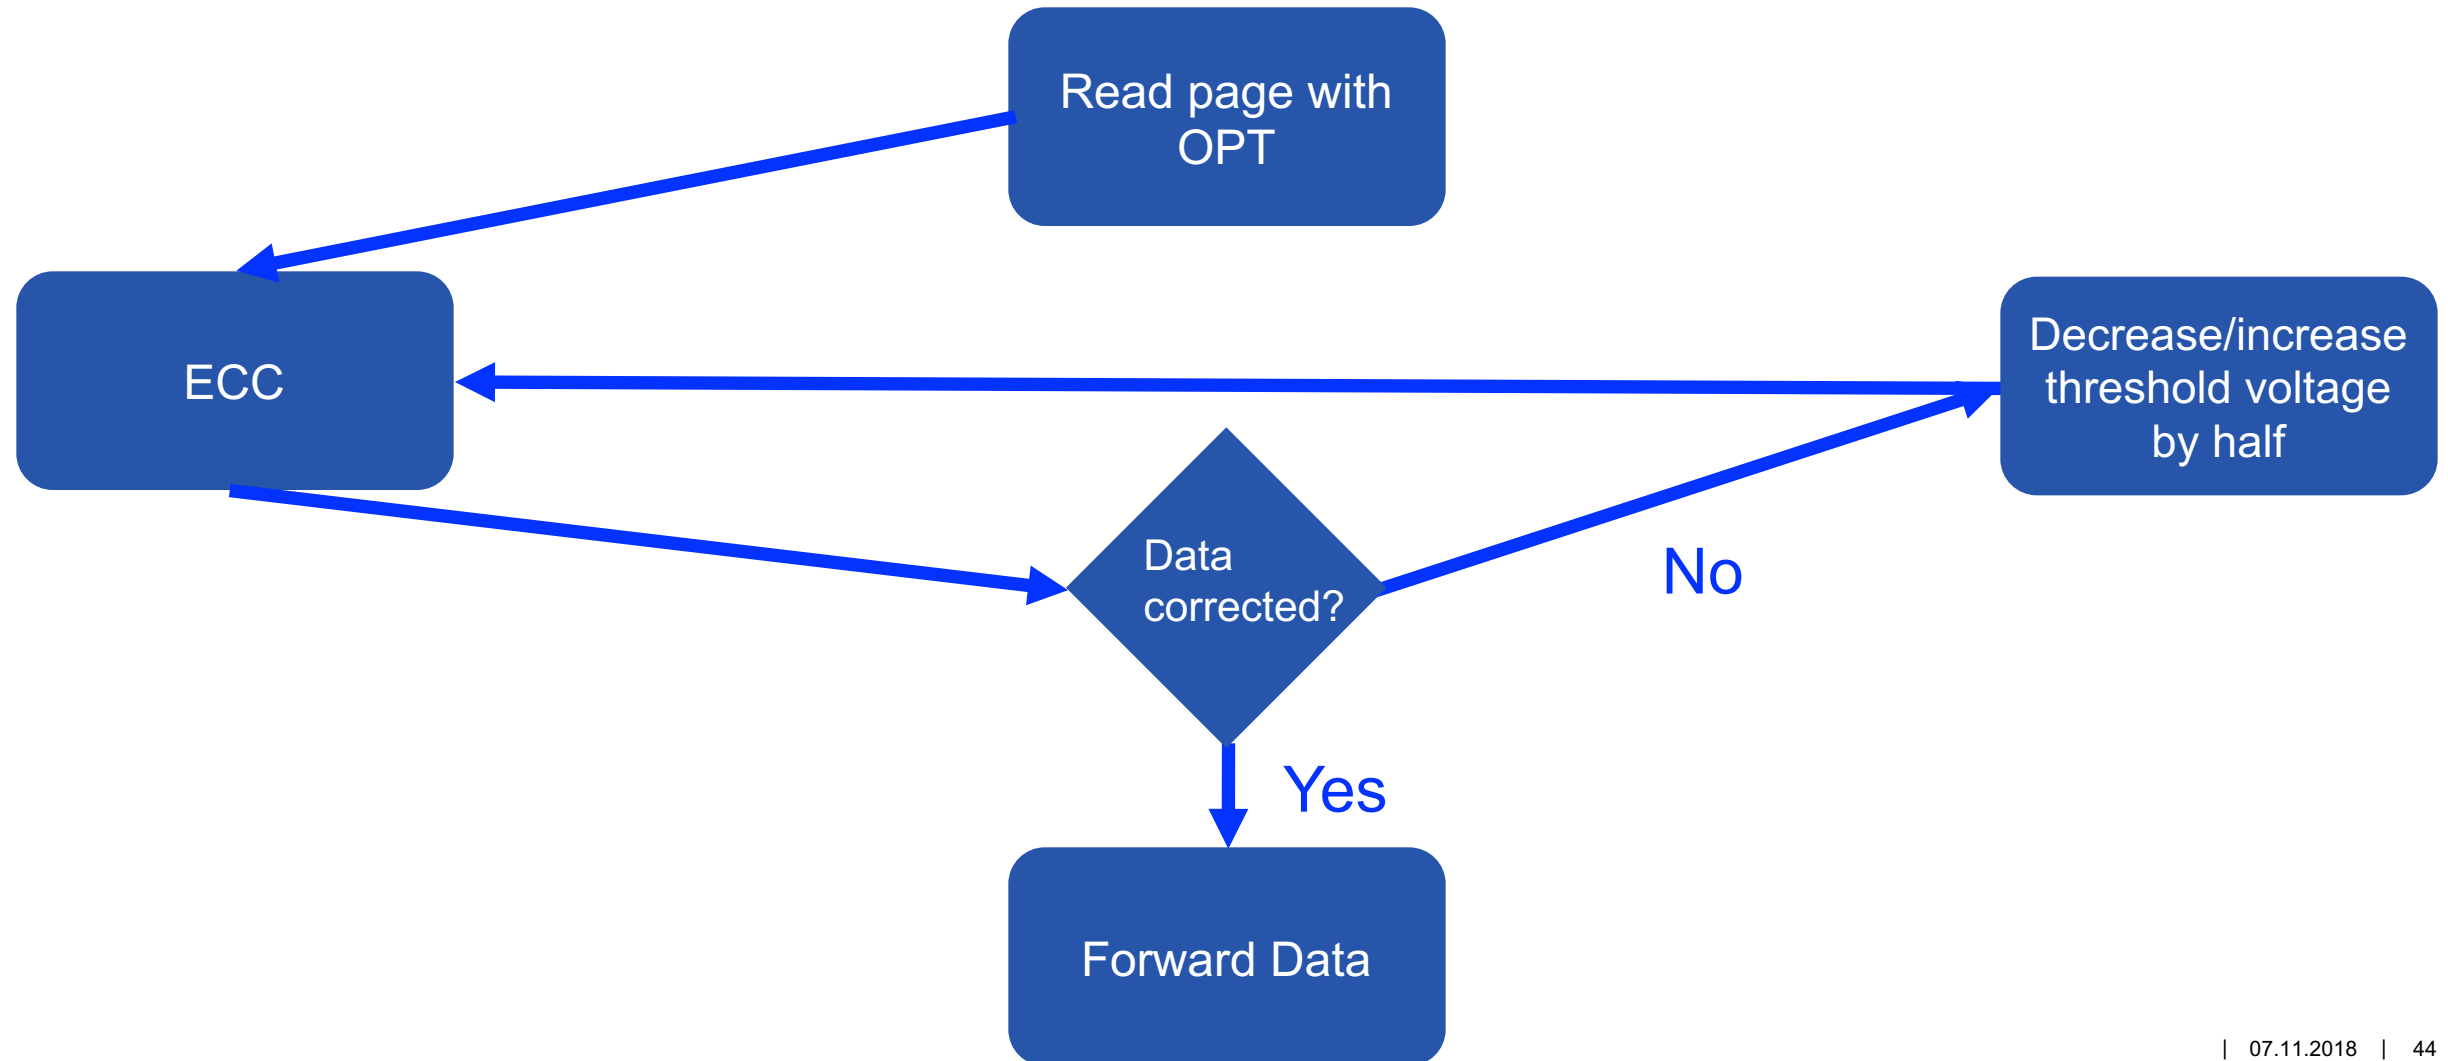 Read page with
OPT
ECC
Decrease/increase
threshold voltage
by half
Data
corrected?
No
Yes
Forward Data
| 07.11.2018 | 44